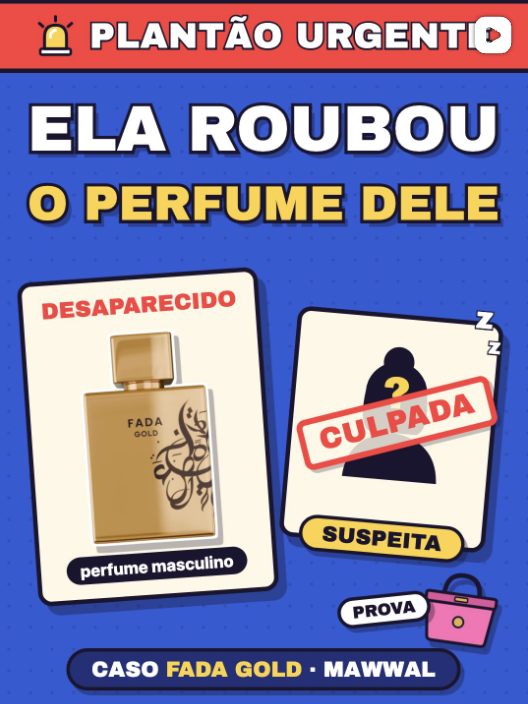 PLANTÃO URGENTE
ELA ROUBOU
O PERFUME DELE
DESAPARECIDO
FADA
GOLD
perfume masculino
Z
Z
?
CULPADA
SUSPEITA
PROVA
CASO FADA GOLD · MAWWAL